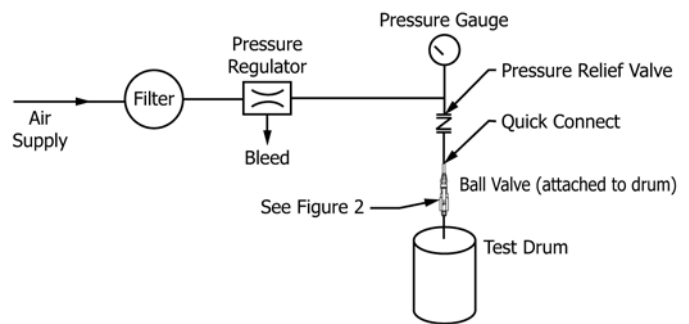 Pressure Gauge
Pressure
Regulator
Pressure Relief Valve
Filter
Air
Supply
Quick Connect
Bleed
Ball Valve (attached to drum)
See Figure 2
Test Drum